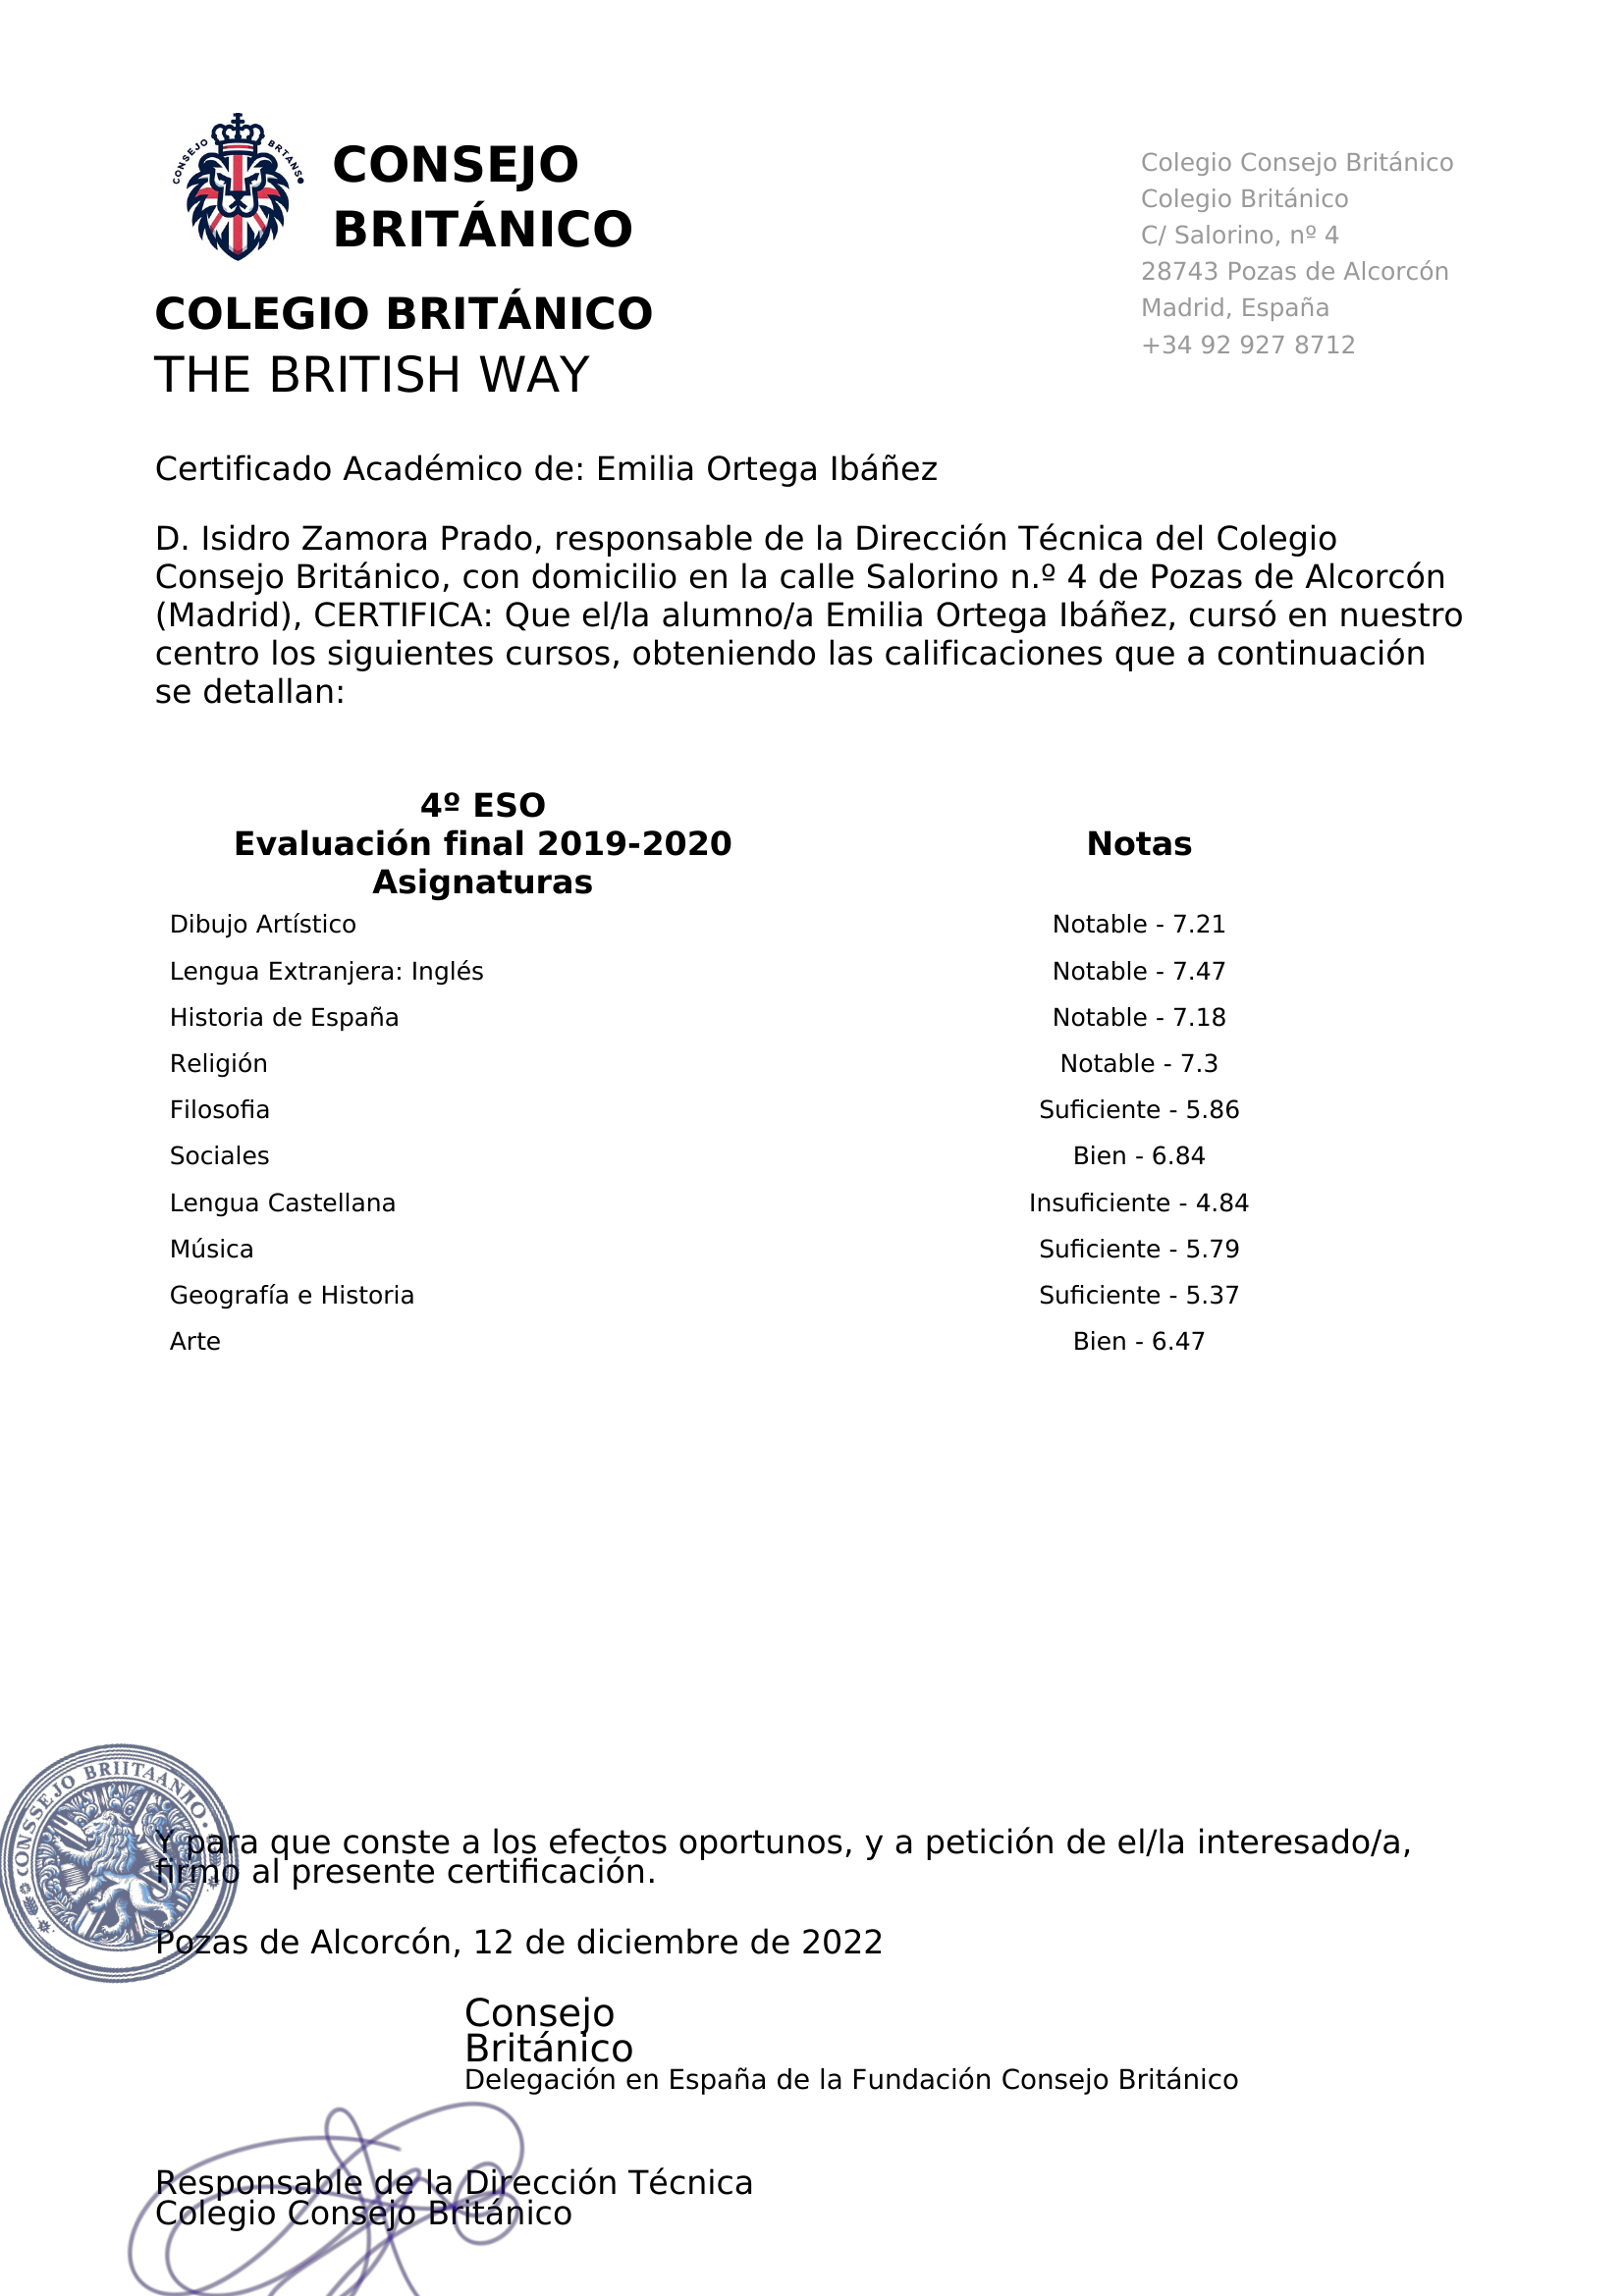 CONSEJO BRTANS
CONSEJO
BRITÁNICO
COLEGIO BRITÁNICO
THE BRITISH WAY
Colegio Consejo Británico
Colegio Británico
C/ Salorino, nº 4
28743 Pozas de Alcorcón
Madrid, España
+34 92 927 8712
Certificado Académico de: Emilia Ortega Ibáñez
D. Isidro Zamora Prado, responsable de la Dirección Técnica del Colegio
Consejo Británico, con domicilio en la calle Salorino n.º 4 de Pozas de Alcorcón
(Madrid), CERTIFICA: Que el/la alumno/a Emilia Ortega Ibáñez, cursó en nuestro
centro los siguientes cursos, obteniendo las calificaciones que a continuación
se detallan:
4º ESO
Evaluación final 2019-2020 Notas
Asignaturas
Dibujo Artístico Notable - 7.21
Lengua Extranjera: Inglés Notable - 7.47
Historia de España Notable - 7.18
Religión Notable - 7.3
Filosofia Suficiente - 5.86
Sociales Bien - 6.84
Lengua Castellana Insuficiente - 4.84
Música Suficiente - 5.79
Geografía e Historia Suficiente - 5.37
Arte Bien - 6.47
CONSSEJO BRIITAANNO
Y para que conste a los efectos oportunos, y a petición de el/la interesado/a,
firmo al presente certificación.
Pozas de Alcorcón, 12 de diciembre de 2022
Consejo
Británico
Delegación en España de la Fundación Consejo Británico
Responsable de la Dirección Técnica
Colegio Consejo Británico